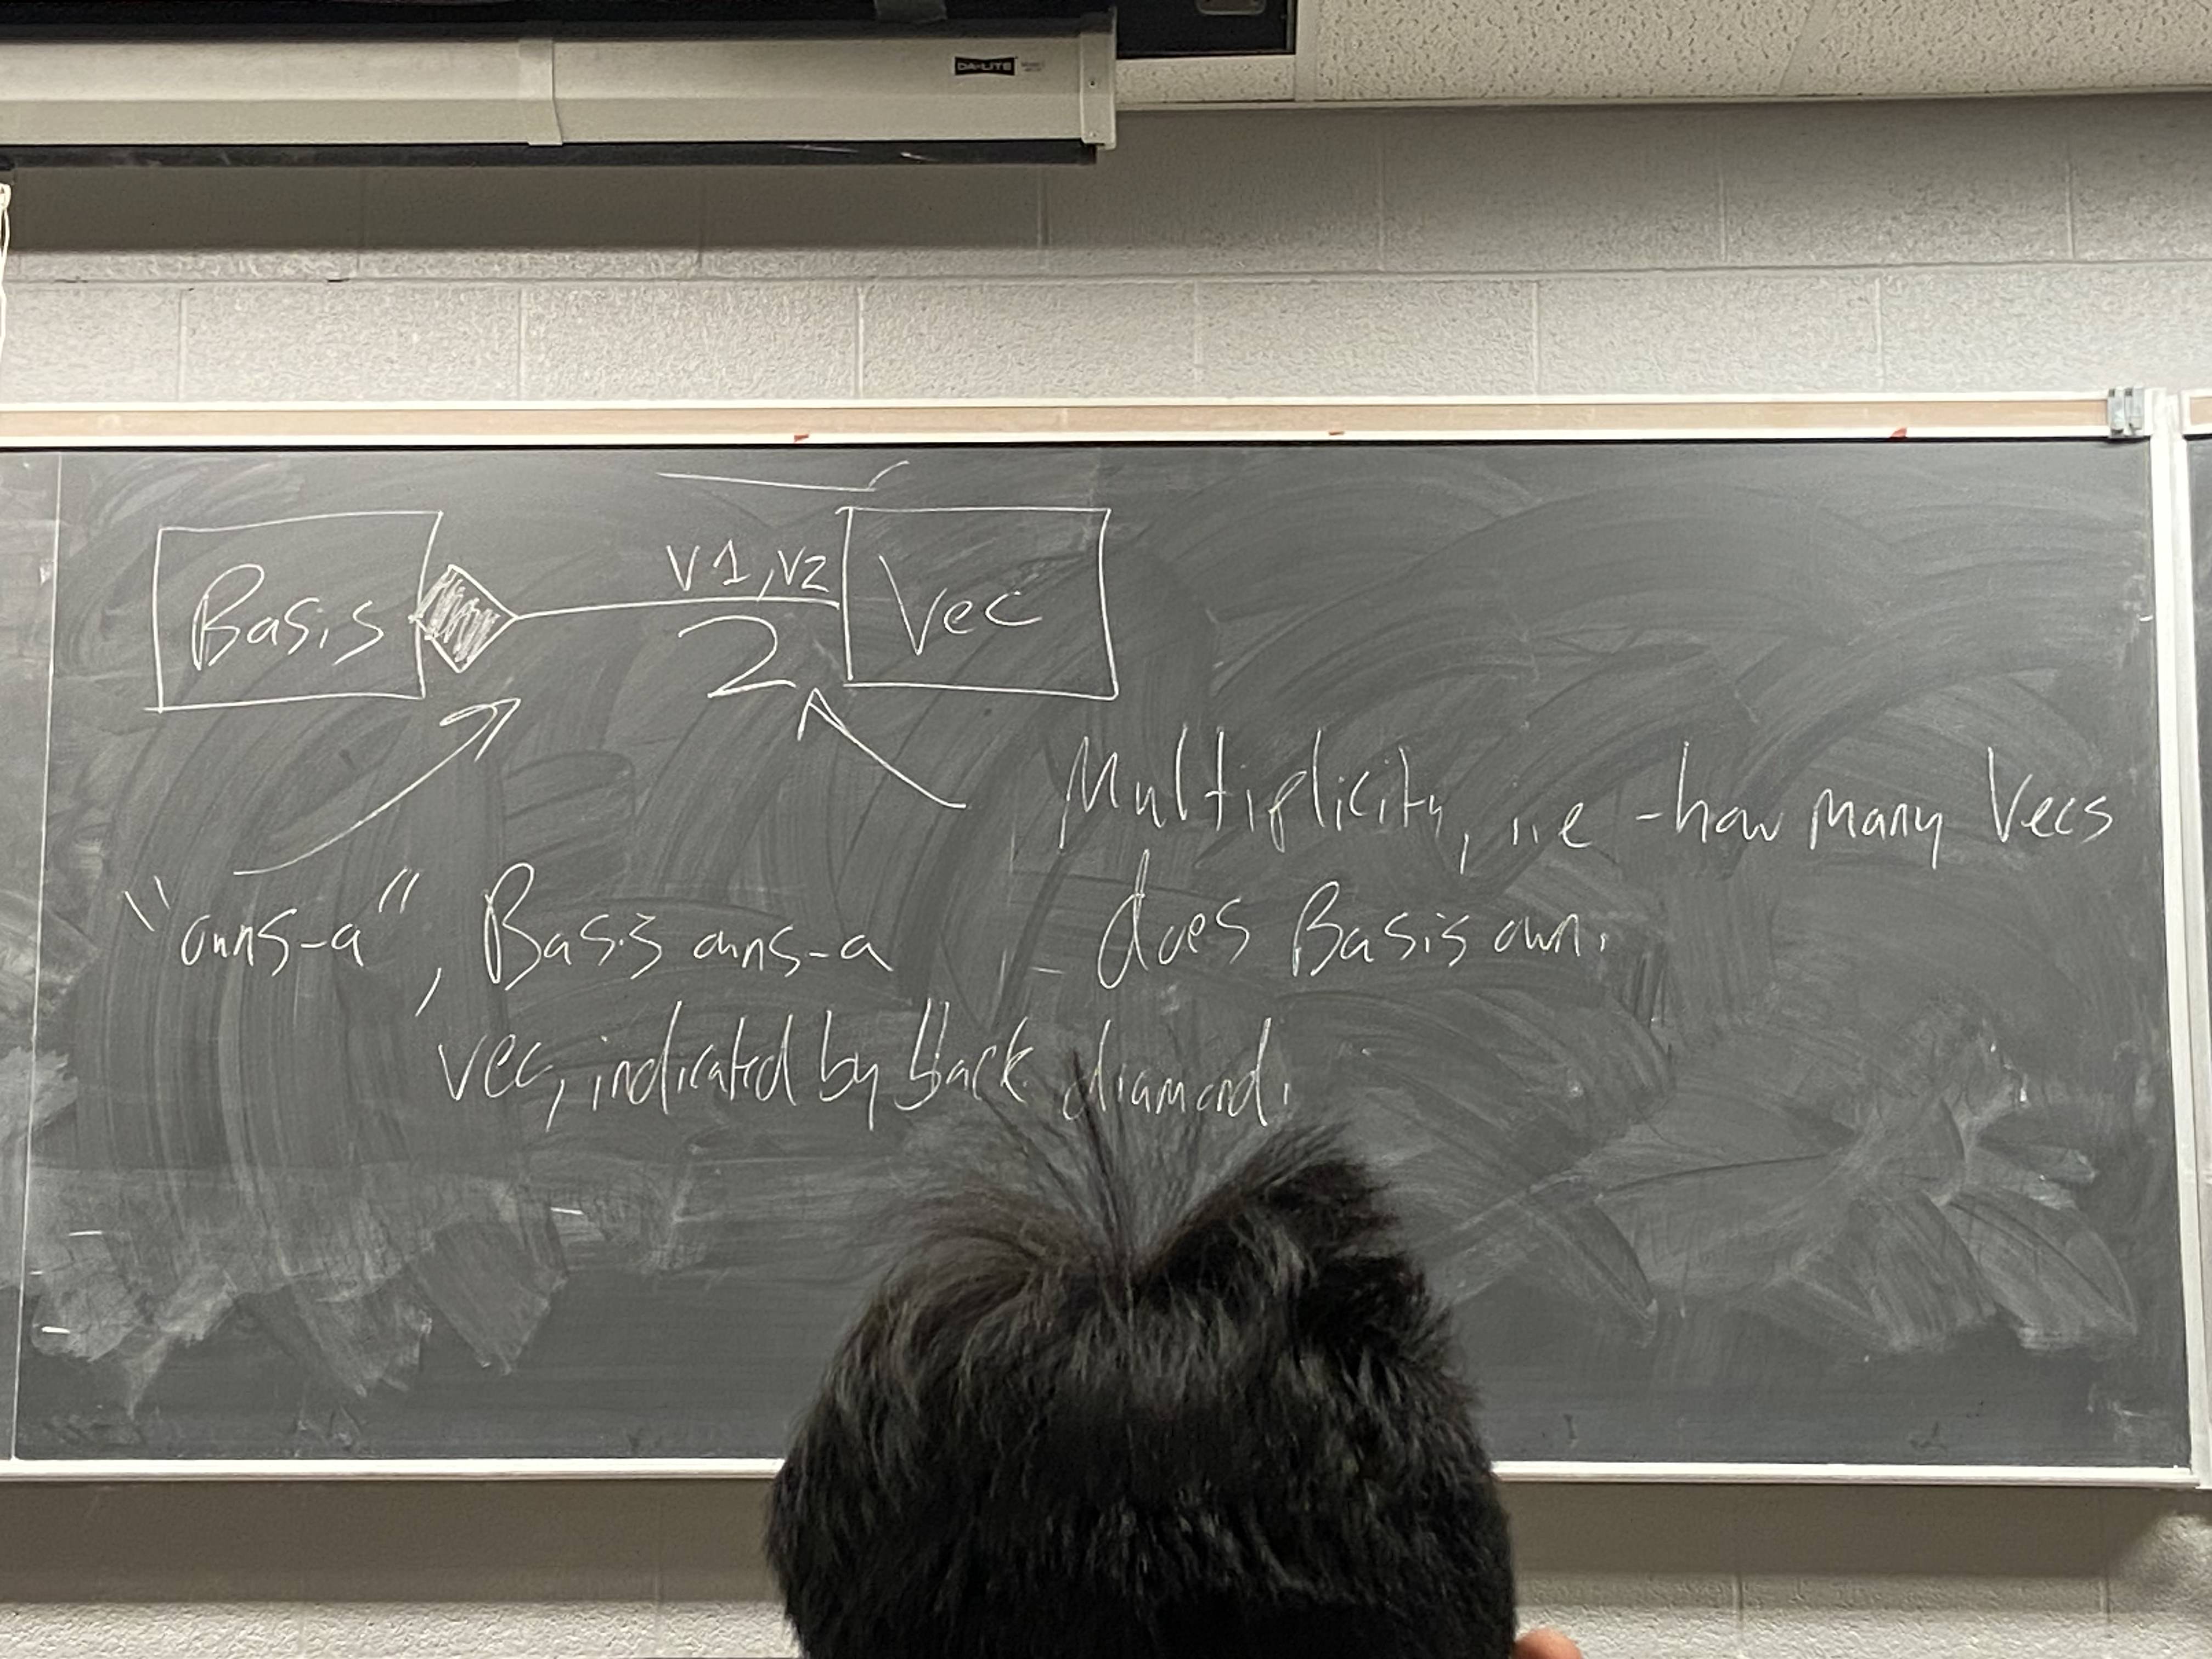 DA-LITE
Basis
v1,v2
2
Vec
Multiplicity, i.e -how many Vecs
does Basis own.
"owns-a", Basis owns-a
vec, indicated by black diamond.